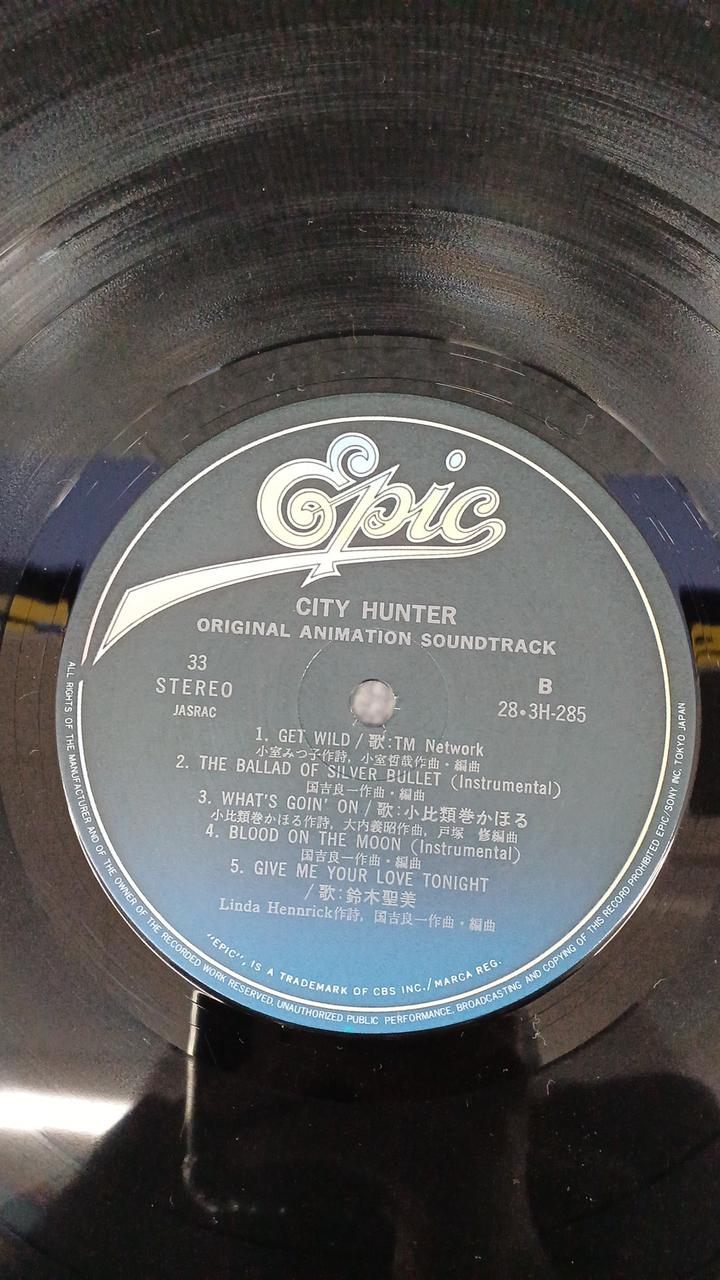 Epic
CITY HUNTER
ORIGINAL ANIMATION SOUNDTRACK
33
STEREO
JASRAC
B
28•3H-285
1. GET WILD / 歌:TM Network
小室みつ子作詩, 小室哲哉作曲・編曲
2. THE BALLAD OF SILVER BULLET (Instrumental)
国吉良一作曲・編曲
3. WHAT'S GOIN' ON / 歌:小比類巻かほる
小比類巻かほる作詩, 大内義昭作曲, 戸塚 修編曲
4. BLOOD ON THE MOON (Instrumental)
国吉良一作曲・編曲
5. GIVE ME YOUR LOVE TONIGHT
/ 歌:鈴木聖美
Linda Hennrick作詩, 国吉良一作曲・編曲
"EPIC", IS A TRADEMARK OF CBS INC./MARCA REG.
ALL RIGHTS OF THE MANUFACTURER AND OF THE OWNER OF THE RECORDED WORK RESERVED, UNAUTHORIZED PUBLIC PERFORMANCE, BROADCASTING AND COPYING OF THIS RECORD PROHIBITED EPIC/SONY INC. TOKYO JAPAN